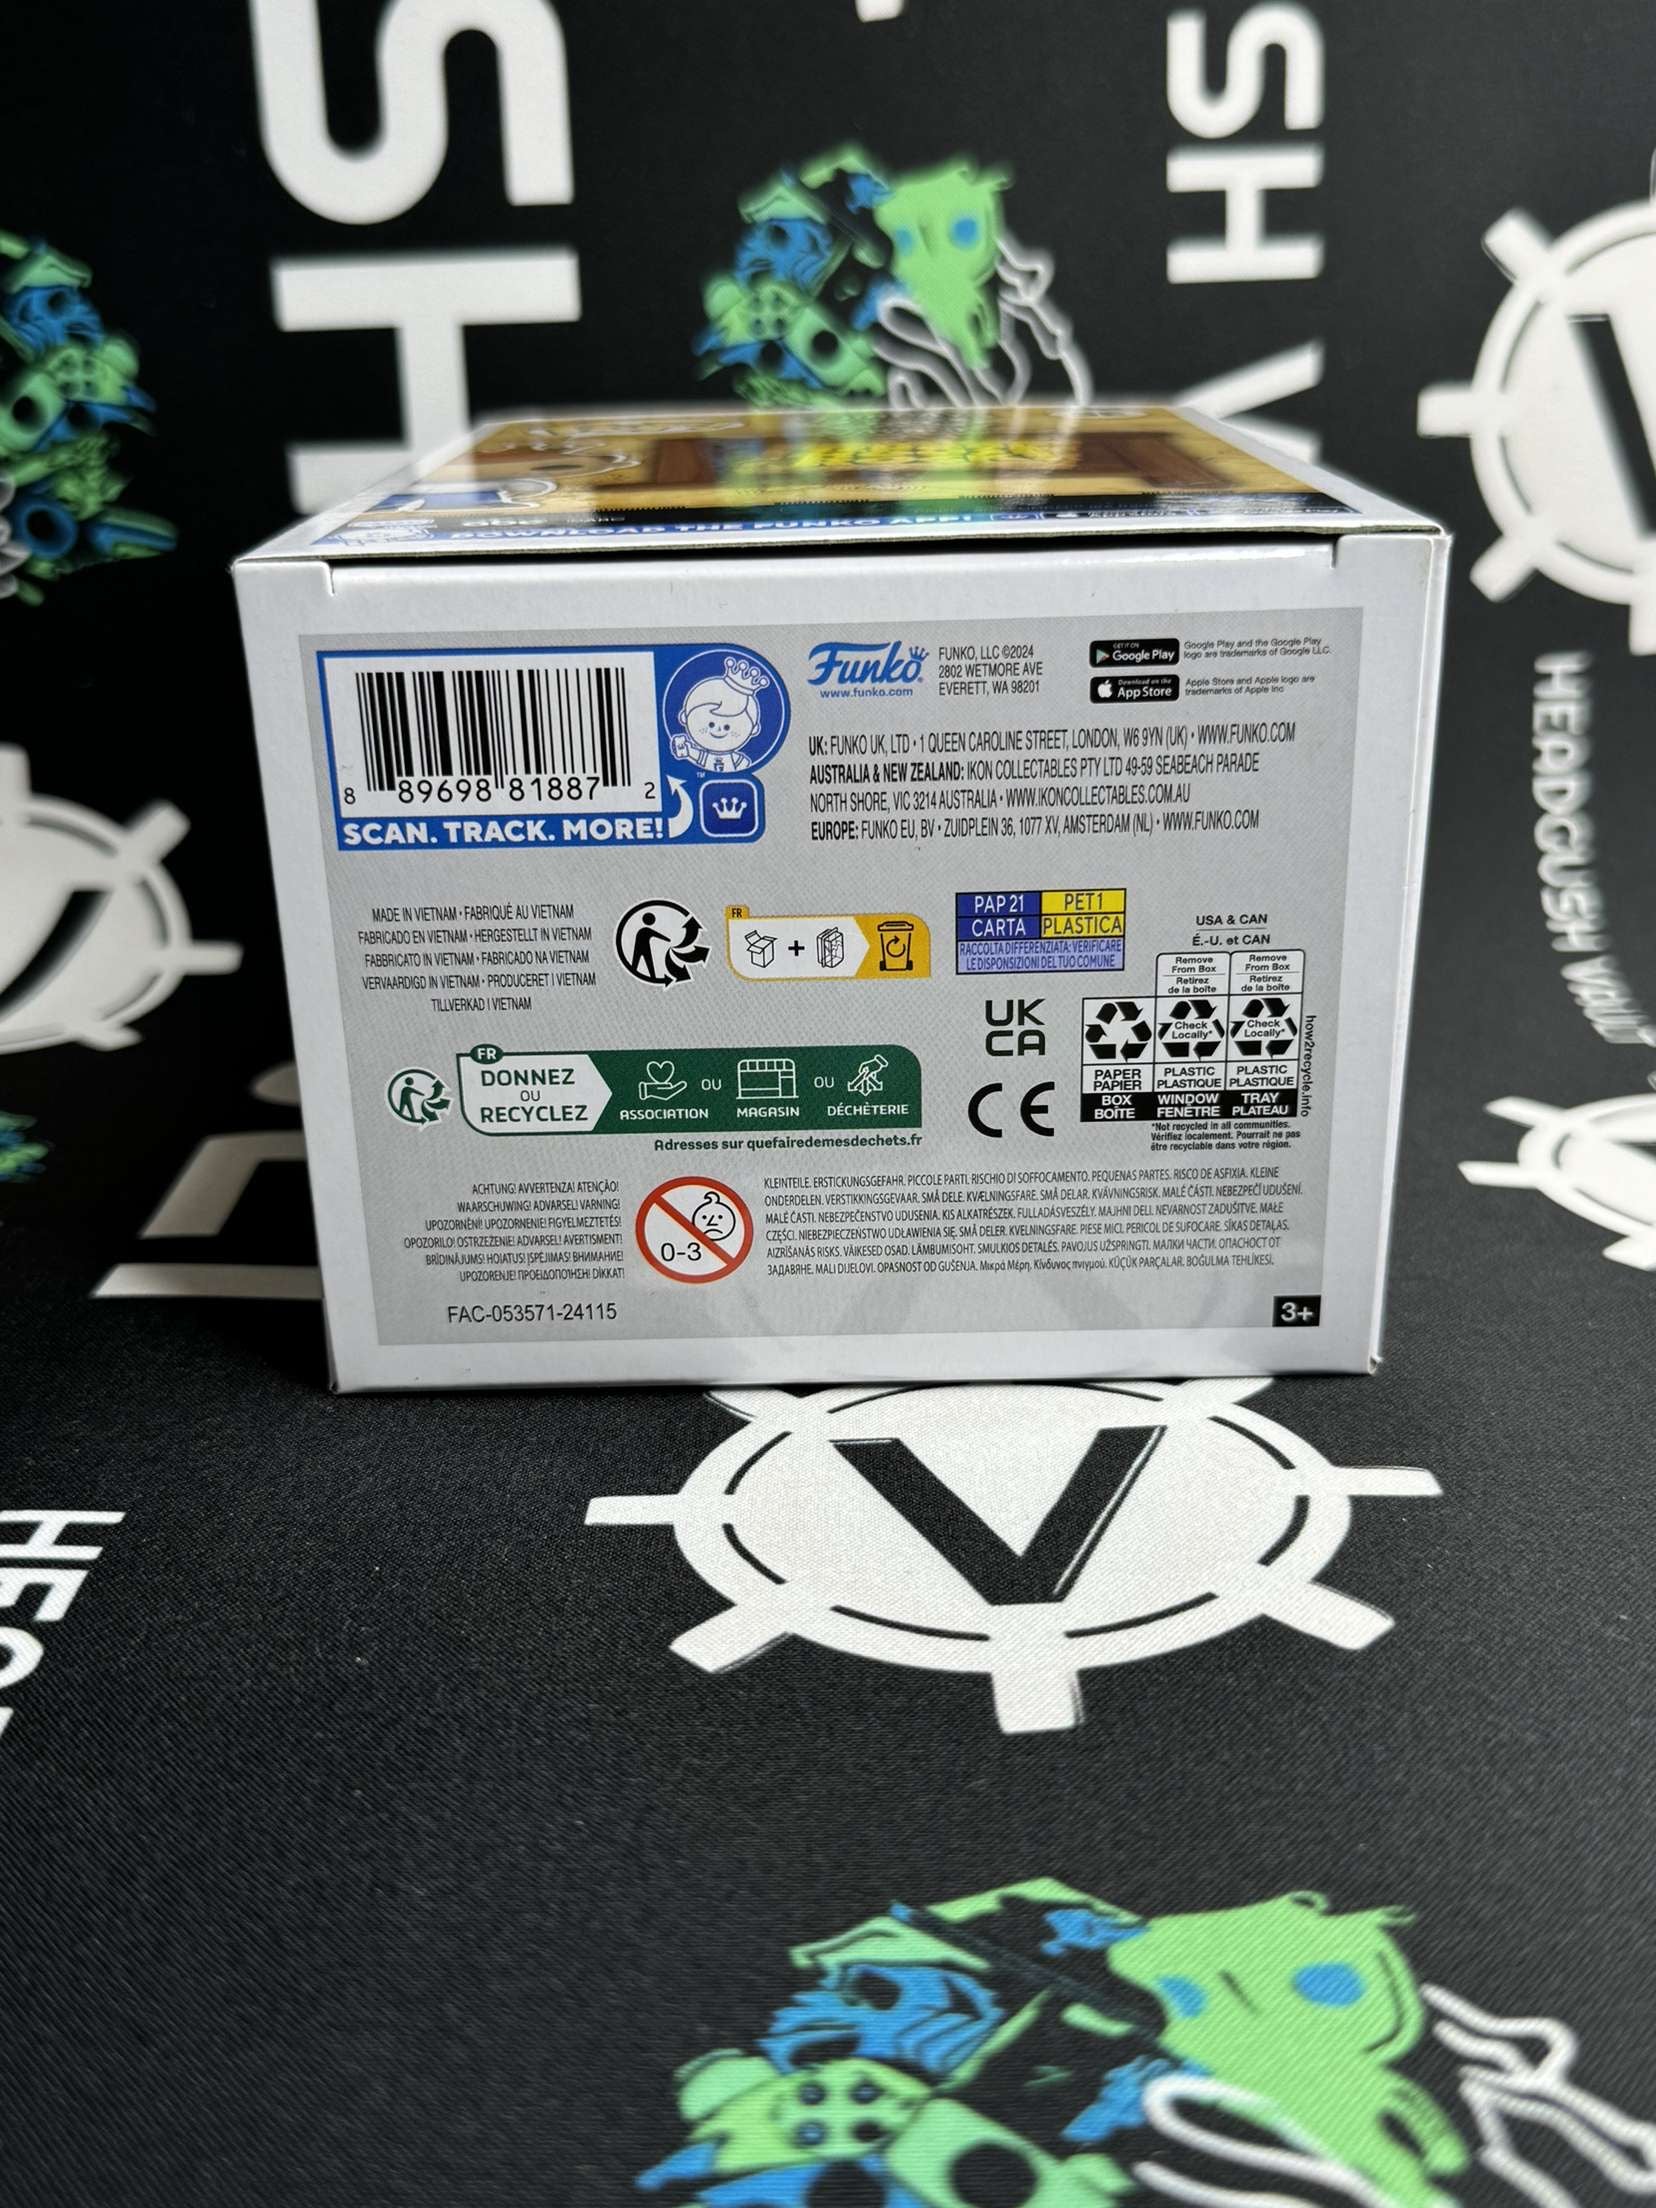 SH
SH
HEADGUSH VAULT
DOWNLOAD THE FUNKO APP!
8 89698 81887 2
SCAN. TRACK. MORE!
TM
Funko
www.funko.com
FUNKO, LLC ©2024
2802 WETMORE AVE
EVERETT, WA 98201
GET IT ON
Google Play
Google Play and the Google Play
logo are trademarks of Google LLC.
Download on the
App Store
Apple Store and Apple logo are
trademarks of Apple Inc
UK: FUNKO UK, LTD • 1 QUEEN CAROLINE STREET, LONDON, W6 9YN (UK) • WWW.FUNKO.COM
AUSTRALIA & NEW ZEALAND: IKON COLLECTABLES PTY LTD 49-59 SEABEACH PARADE
NORTH SHORE, VIC 3214 AUSTRALIA • WWW.IKONCOLLECTABLES.COM.AU
EUROPE: FUNKO EU, BV • ZUIDPLEIN 36, 1077 XV, AMSTERDAM (NL) • WWW.FUNKO.COM
MADE IN VIETNAM • FABRIQUÉ AU VIETNAM
FABRICADO EN VIETNAM • HERGESTELLT IN VIETNAM
FABBRICATO IN VIETNAM • FABRICADO NA VIETNAM
VERVAARDIGD IN VIETNAM • PRODUCERET I VIETNAM
TILLVERKAD I VIETNAM
FR
+
PAP 21
PET1
CARTA
PLASTICA
RACCOLTA DIFFERENZIATA: VERIFICARE
LE DISPOSIZIONI DEL TUO COMUNE
USA & CAN
É.-U. et CAN
Remove
From Box
Retirez
de la boîte
Remove
From Box
Retirez
de la boîte
Check
Locally*
Check
Locally*
PAPER
PAPIER
PLASTIC
PLASTIQUE
PLASTIC
PLASTIQUE
BOX
BOÎTE
WINDOW
FENÊTRE
TRAY
PLATEAU
how2recycle.info
*Not recycled in all communities.
Vérifiez localement. Pourrait ne pas
être recyclable dans votre région.
UK
CA
CE
FR
DONNEZ
OU
RECYCLEZ
ASSOCIATION
OU
MAGASIN
OU
DÉCHÈTERIE
Adresses sur quefairedemesdechets.fr
ACHTUNG! AVVERTENZA! ATENÇÃO!
WAARSCHUWING! ADVARSEL! VARNING!
UPOZORNĚNÍ! UPOZORNENIE! FIGYELMEZTETÉS!
OPOZORILO! OSTRZEŻENIE! ADVARSEL! AVERTISMENT!
BRĪDINĀJUMS! HOIATUS! ĮSPĖJIMAS! ВНИМАНИЕ!
UPOZORENJE! ΠΡΟΕΙΔΟΠΟΙΗΣΗ! DİKKAT!
0-3
KLEINTEILE. ERSTICKUNGSGEFAHR. PICCOLE PARTI. RISCHIO DI SOFFOCAMENTO. PEQUENAS PARTES. RISCO DE ASFIXIA. KLEINE
ONDERDELEN. VERSTIKKINGSGEVAAR. SMÅ DELE. KVÆLNINGSFARE. SMÅ DELAR. KVÄVNINGSRISK. MALÉ ČÁSTI. NEBEZPEČÍ UDUŠENÍ.
MALÉ ČASTI. NEBEZPEČENSTVO UDUSENIA. KIS ALKATRÉSZEK. FULLADÁSVESZÉLY. MAJHNI DELI. NEVARNOST ZADUŠITVE. MAŁE
CZĘŚCI. NIEBEZPIECZEŃSTWO UDŁAWIENIA SIĘ. SMÅ DELER. KVELNINGSFARE. PIESE MICI. PERICOL DE SUFOCARE. SĪKAS DETAĻAS.
AIZRĪŠANĀS RISKS. VÄIKESED OSAD. LÄMBUMISOHT. SMULKIOS DETALĖS. PAVOJUS UŽSPRINGTI. МАЛКИ ЧАСТИ. ОПАСНОСТ ОТ
ЗАДАВЯНЕ. MALI DIJELOVI. OPASNOST OD GUŠENJA. Μικρά Μέρη. Κίνδυνος πνιγμού. KÜÇÜK PARÇALAR. BOĞULMA TEHLİKESİ.
FAC-053571-24115
3+
V